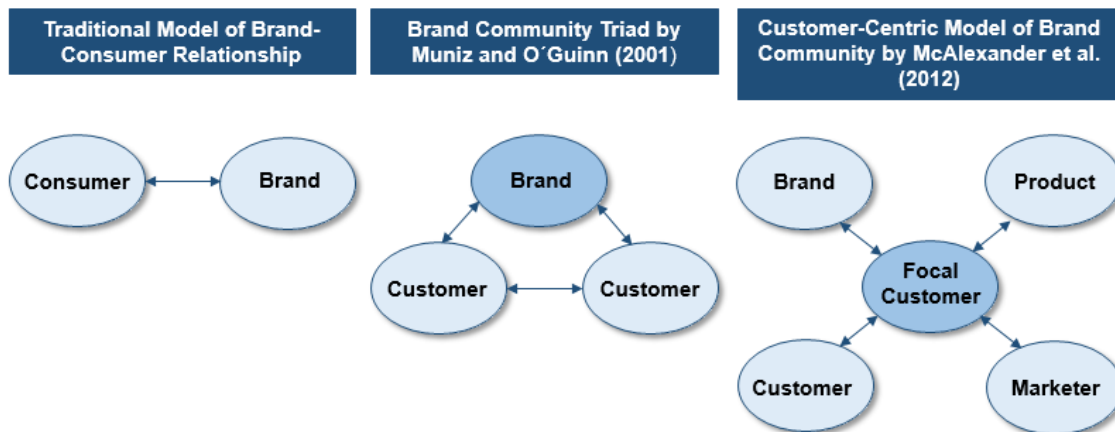 Traditional Model of Brand-
Consumer Relationship
Brand Community Triad by
Muniz and O´Guinn (2001)
Customer-Centric Model of Brand
Community by McAlexander et al.
(2012)
Consumer
Brand
Brand
Customer
Customer
Brand
Product
Focal
Customer
Customer
Marketer